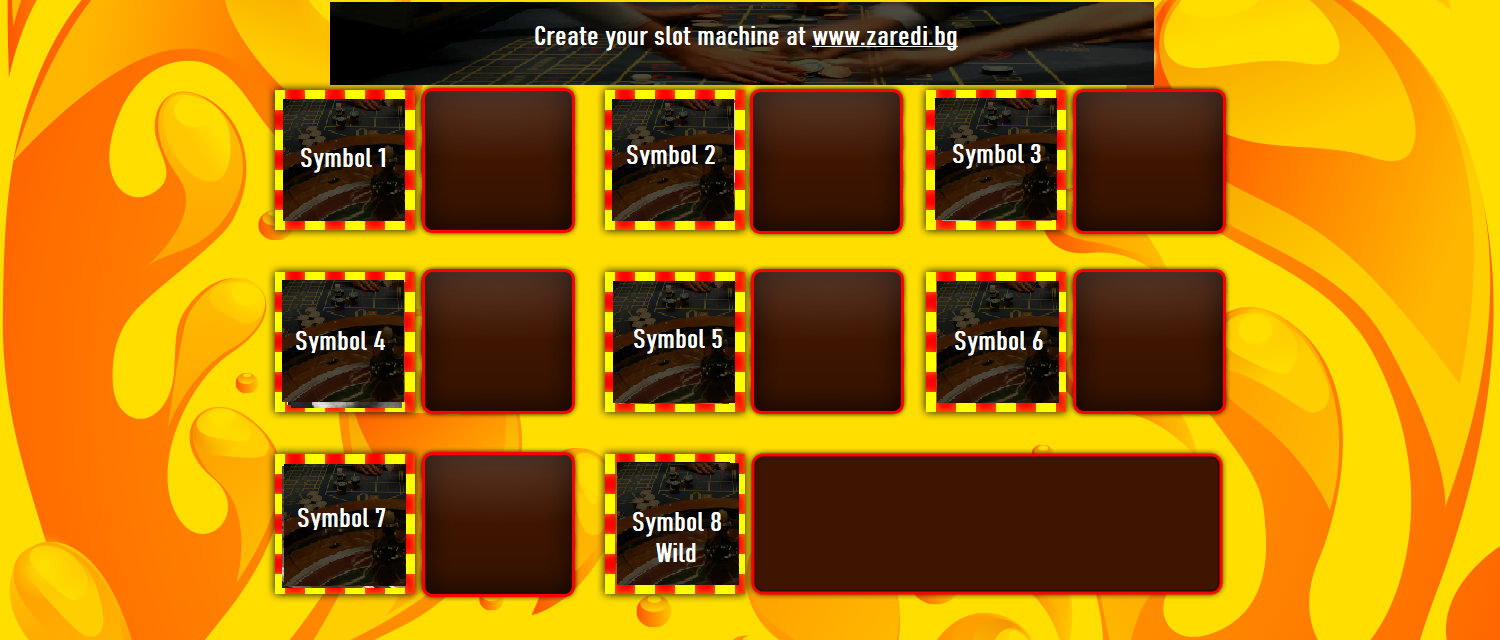 Create your slot machine at www.zaredi.bg
Symbol 1
Symbol 2
Symbol 3
Symbol 4
Symbol 5
Symbol 6
Symbol 7
Symbol 8
Wild